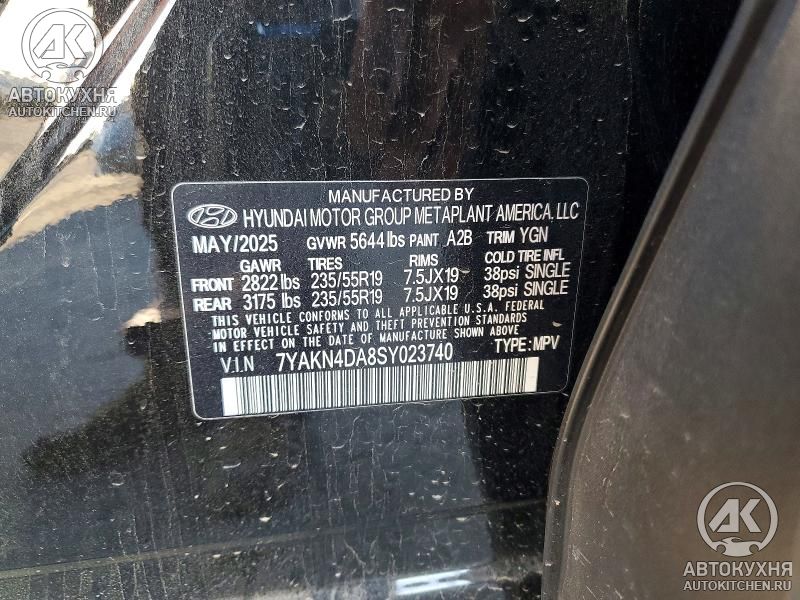 АВТОКУХНЯ
AUTOKITCHEN.RU
MANUFACTURED BY
HYUNDAI MOTOR GROUP METAPLANT AMERICA, LLC
MAY/2025 GVWR 5644 lbs PAINT A2B TRIM YGN
GAWR TIRES RIMS COLD TIRE INFL
FRONT 2822 lbs 235/55R19 7.5JX19 38psi SINGLE
REAR 3175 lbs 235/55R19 7.5JX19 38psi SINGLE
THIS VEHICLE CONFORMS TO ALL APPLICABLE U.S.A. FEDERAL
MOTOR VEHICLE SAFETY AND THEFT PREVENTION STANDARDS
IN EFFECT ON THE DATE OF MANUFACTURE SHOWN ABOVE.
V.I.N 7YAKN4DA8SY023740 TYPE: MPV
АК
АВТОКУХНЯ
AUTOKITCHEN.RU